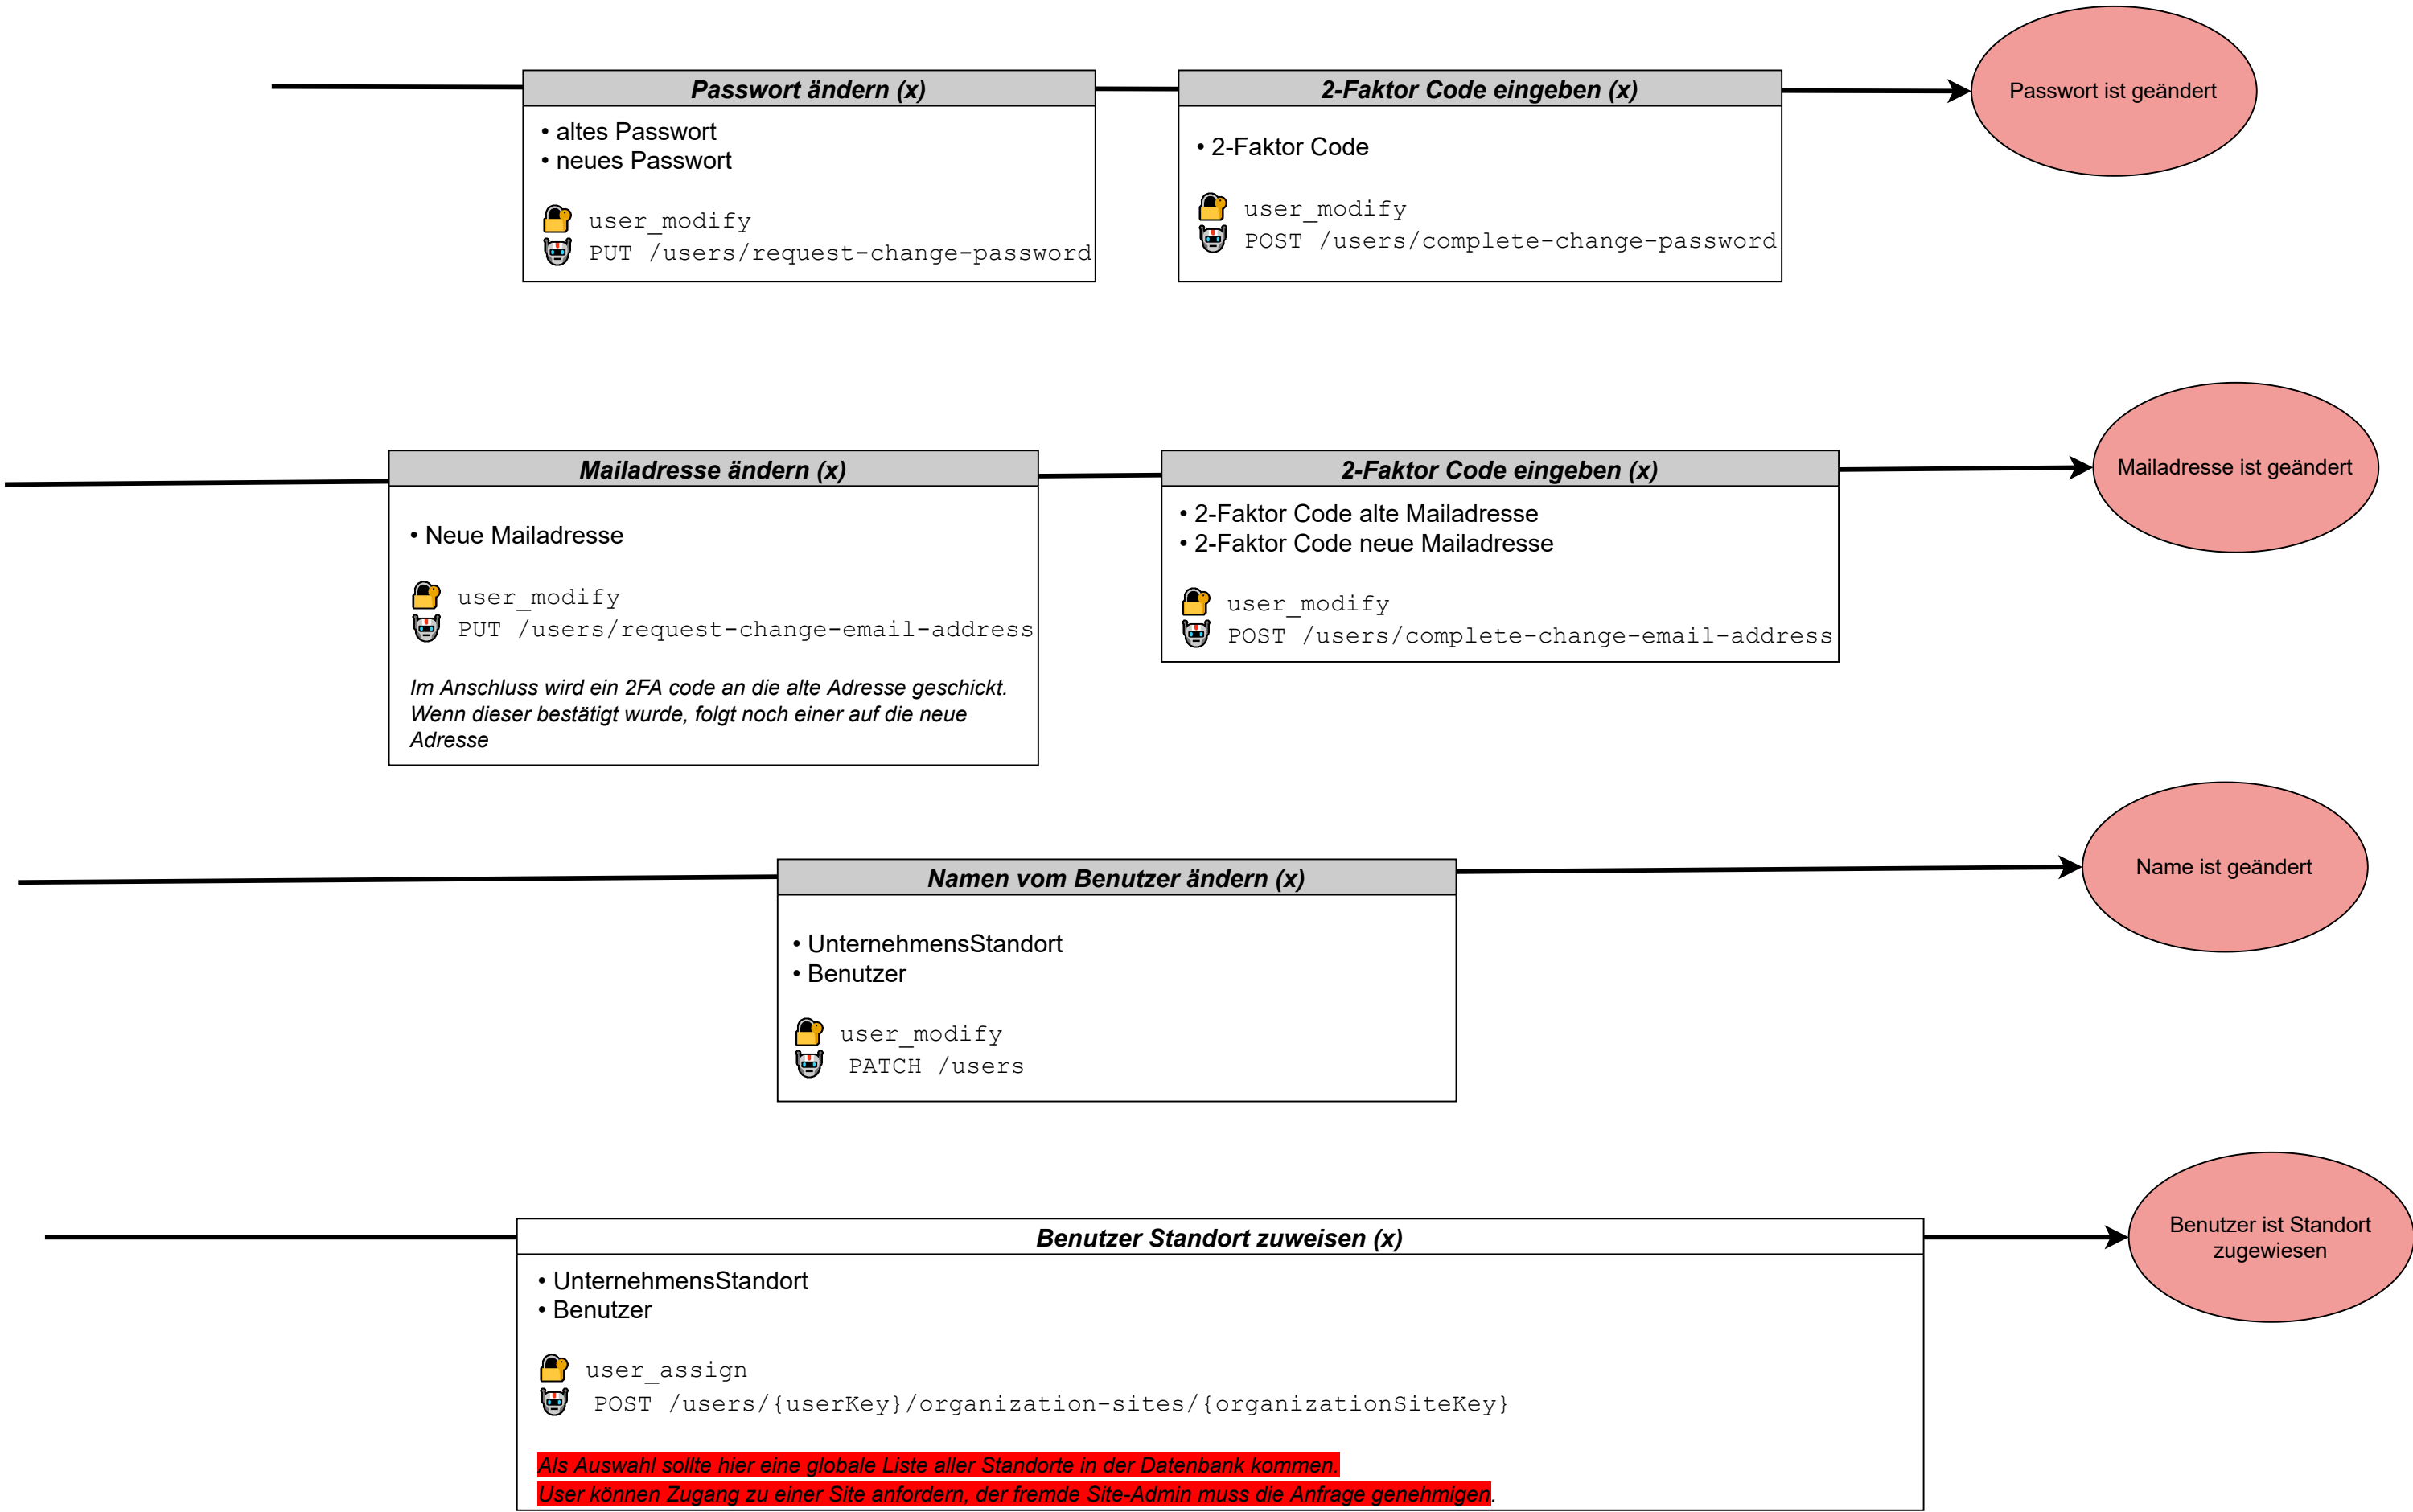 Passwort ändern (x)
• altes Passwort
• neues Passwort
user_modify
PUT /users/request-change-password
2-Faktor Code eingeben (x)
• 2-Faktor Code
user_modify
POST /users/complete-change-password
Passwort ist geändert
Mailadresse ändern (x)
• Neue Mailadresse
user_modify
PUT /users/request-change-email-address
Im Anschluss wird ein 2FA code an die alte Adresse geschickt.
Wenn dieser bestätigt wurde, folgt noch einer auf die neue
Adresse
2-Faktor Code eingeben (x)
• 2-Faktor Code alte Mailadresse
• 2-Faktor Code neue Mailadresse
user_modify
POST /users/complete-change-email-address
Mailadresse ist geändert
Namen vom Benutzer ändern (x)
• UnternehmensStandort
• Benutzer
user_modify
PATCH /users
Name ist geändert
Benutzer Standort zuweisen (x)
• UnternehmensStandort
• Benutzer
user_assign
POST /users/{userKey}/organization-sites/{organizationSiteKey}
Als Auswahl sollte hier eine globale Liste aller Standorte in der Datenbank kommen.
User können Zugang zu einer Site anfordern, der fremde Site-Admin muss die Anfrage genehmigen.
Benutzer ist Standort
zugewiesen